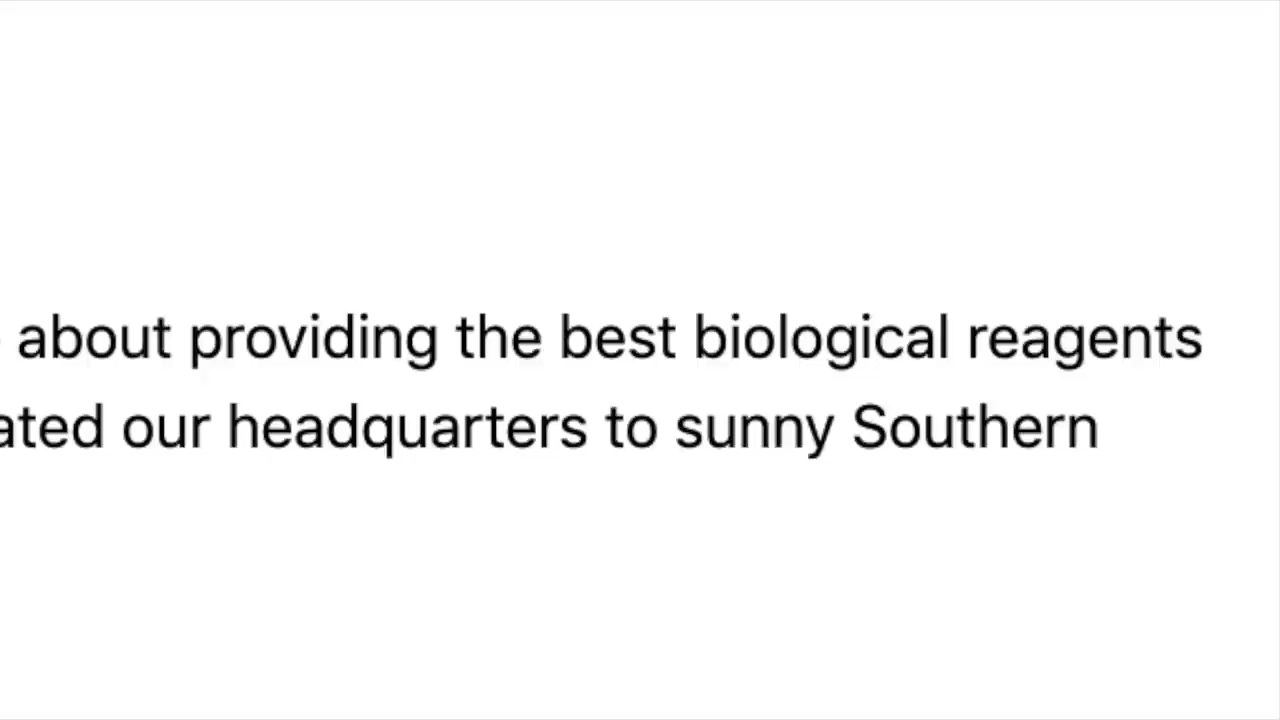 about providing the best biological reagents
ated our headquarters to sunny Southern